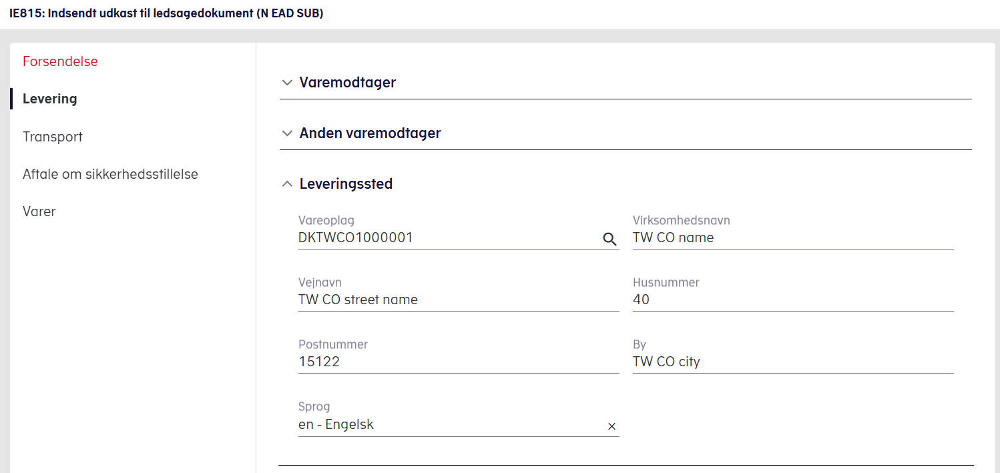 IE815: Indsendt udkast til ledsagedokument (N EAD SUB)
Forsendelse
Levering
Transport
Aftale om sikkerhedsstillelse
Varer
Varemodtager
Anden varemodtager
Leveringssted
Vareoplag
DKTWCO1000001
Virksomhedsnavn
TW CO name
Vejnavn
TW CO street name
Husnummer
40
Postnummer
15122
By
TW CO city
Sprog
en - Engelsk